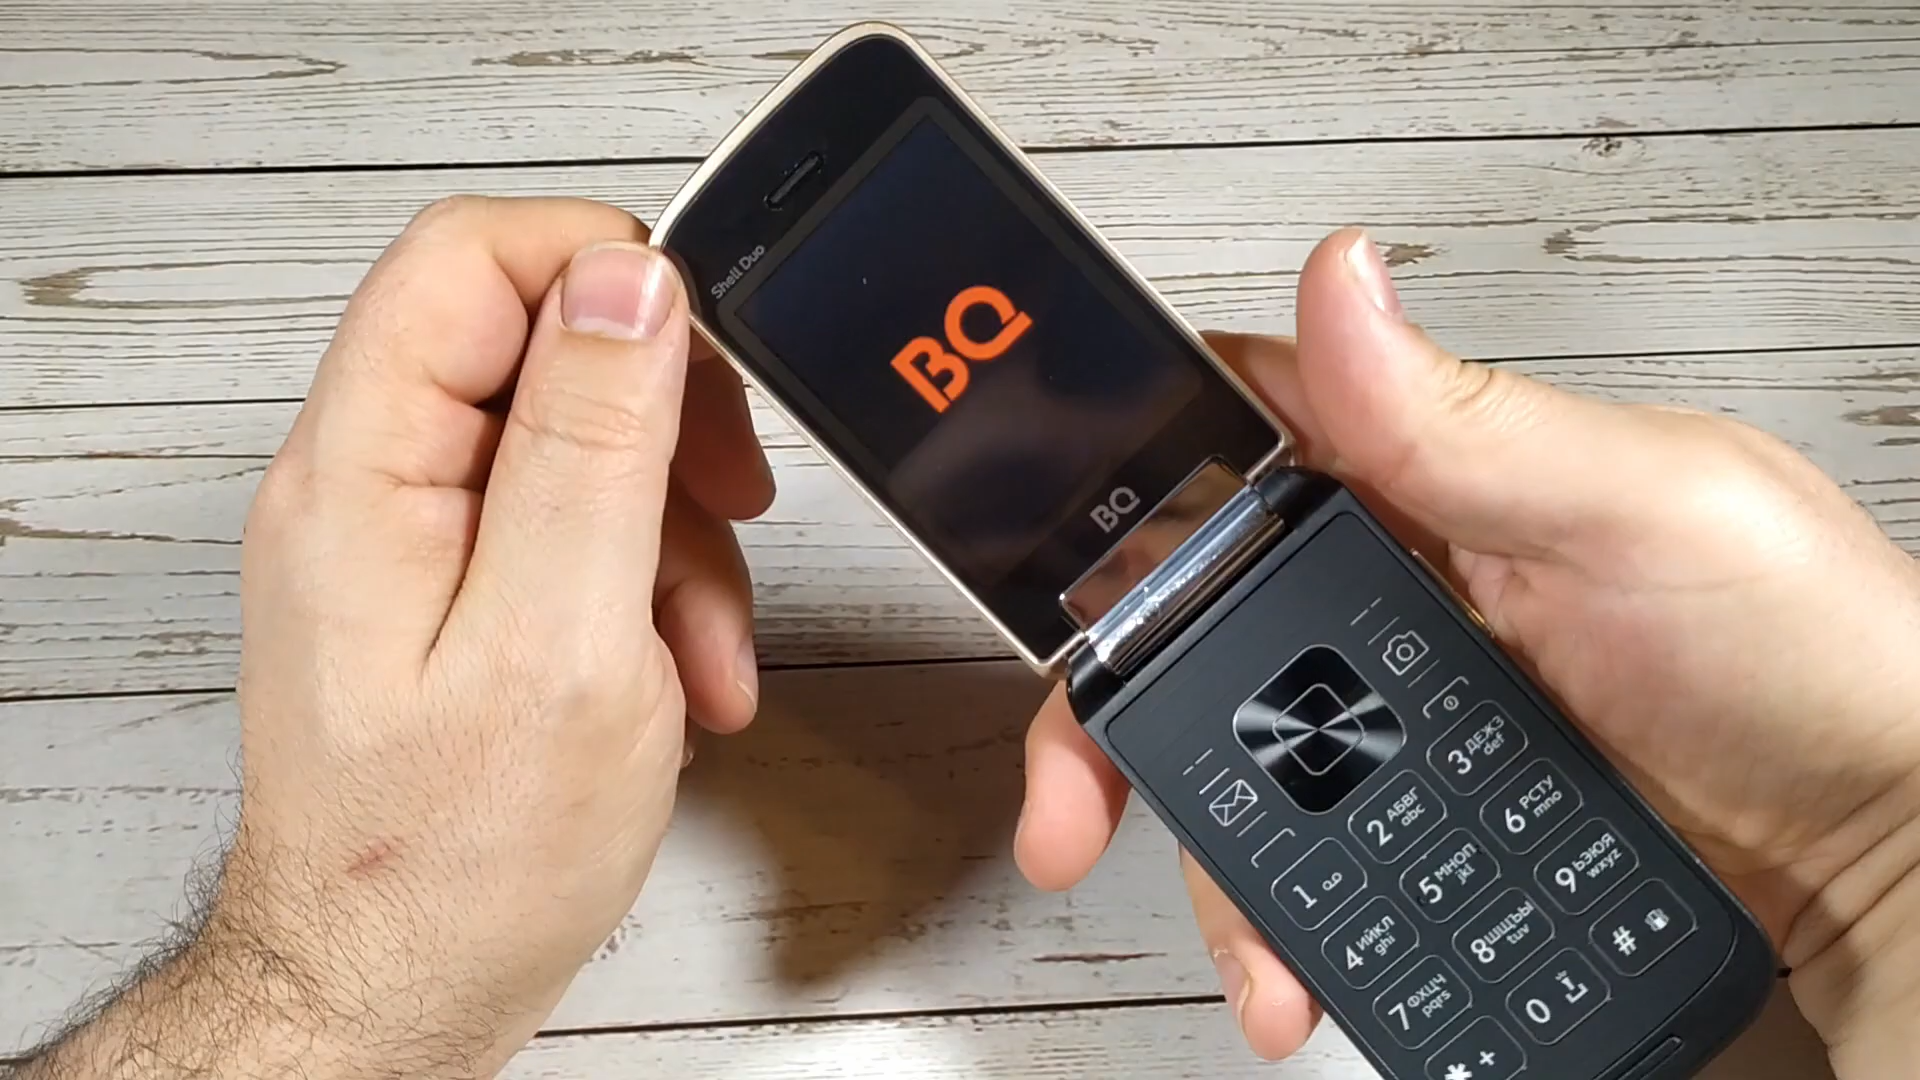 Shell Duo
BQ
BQ
1
2 АБВГ
abc
3 ДЕЖЗ
def
4 ИЙКЛ
ghi
5 МНОП
jkl
6 РСТУ
mno
7 ФХЦЧ
pqrs
8 ШЩЪЫ
tuv
9 ЬЭЮЯ
wxyz
* +
0
#